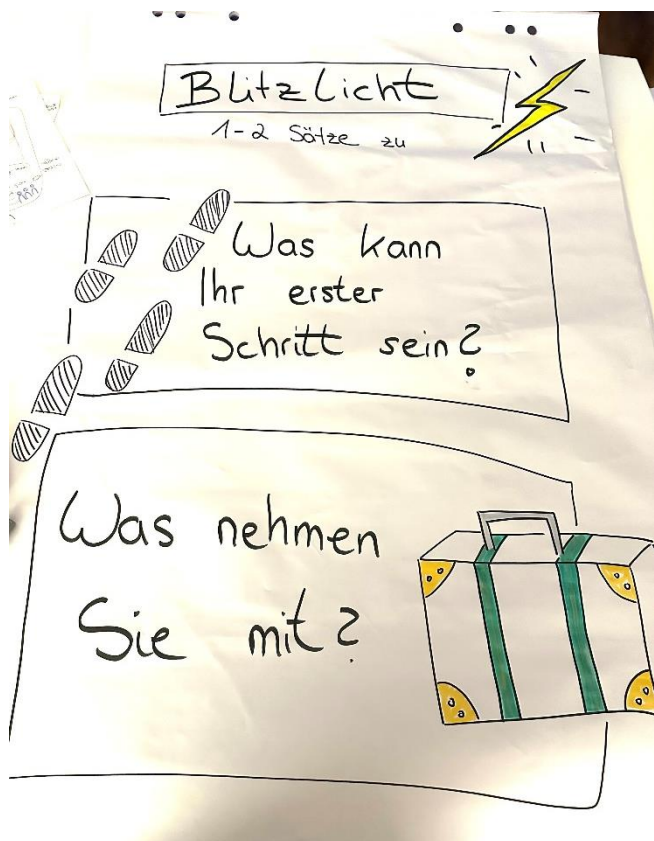 Blitzlicht
1-2 Sätze zu
Was kann
Ihr erster
Schritt sein?
Was nehmen
Sie mit?